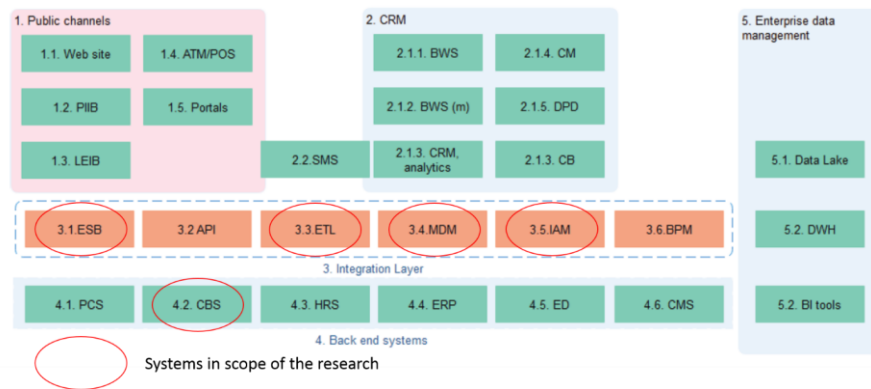 1. Public channels
1.1. Web site
1.4. ATM/POS
1.2. PIIB
1.5. Portals
1.3. LEIB
2. CRM
2.1.1. BWS
2.1.4. CM
2.1.2. BWS (m)
2.1.5. DPD
2.2.SMS
2.1.3. CRM,
analytics
2.1.3. CB
5. Enterprise data
management
5.1. Data Lake
5.2. DWH
5.2. BI tools
3.1.ESB
3.2 API
3.3.ETL
3.4.MDM
3.5.IAM
3.6.BPM
3. Integration Layer
4.1. PCS
4.2. CBS
4.3. HRS
4.4. ERP
4.5. ED
4.6. CMS
4. Back end systems
Systems in scope of the research